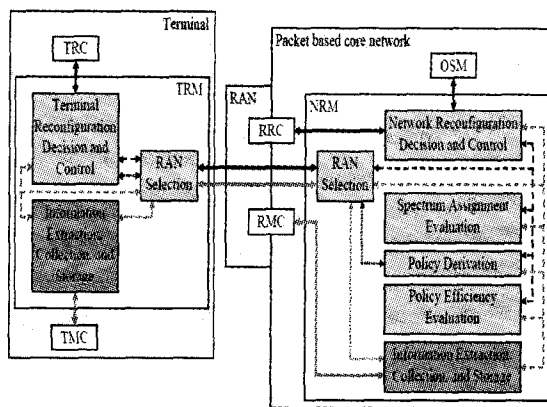 Terminal
TRC
TRM
Terminal
Reconfiguration
Decision and
Control
RAN
Selection
Information
Extraction,
Collection, and
Storage
TMC
Packet based core network
RAN
OSM
NRM
RRC
Network Reconfiguration
Decision and Control
RAN
Selection
RMC
Spectrum Assignment
Evaluation
Policy Derivation
Policy Efficiency
Evaluation
Information Extraction,
Collection, and Storage